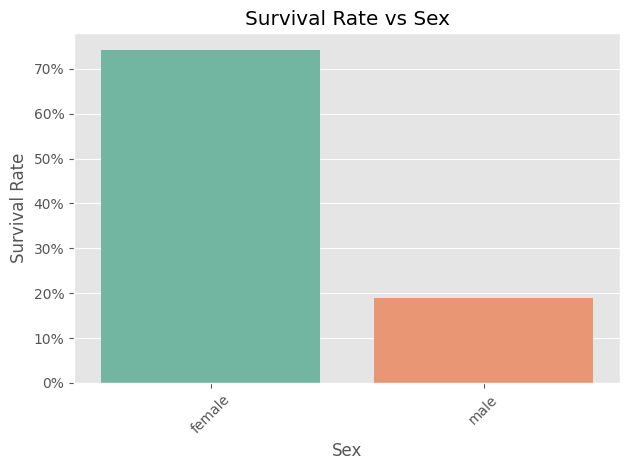 Survival Rate vs Sex
Survival Rate
70%
60%
50%
40%
30%
20%
10%
0%
female
male
Sex